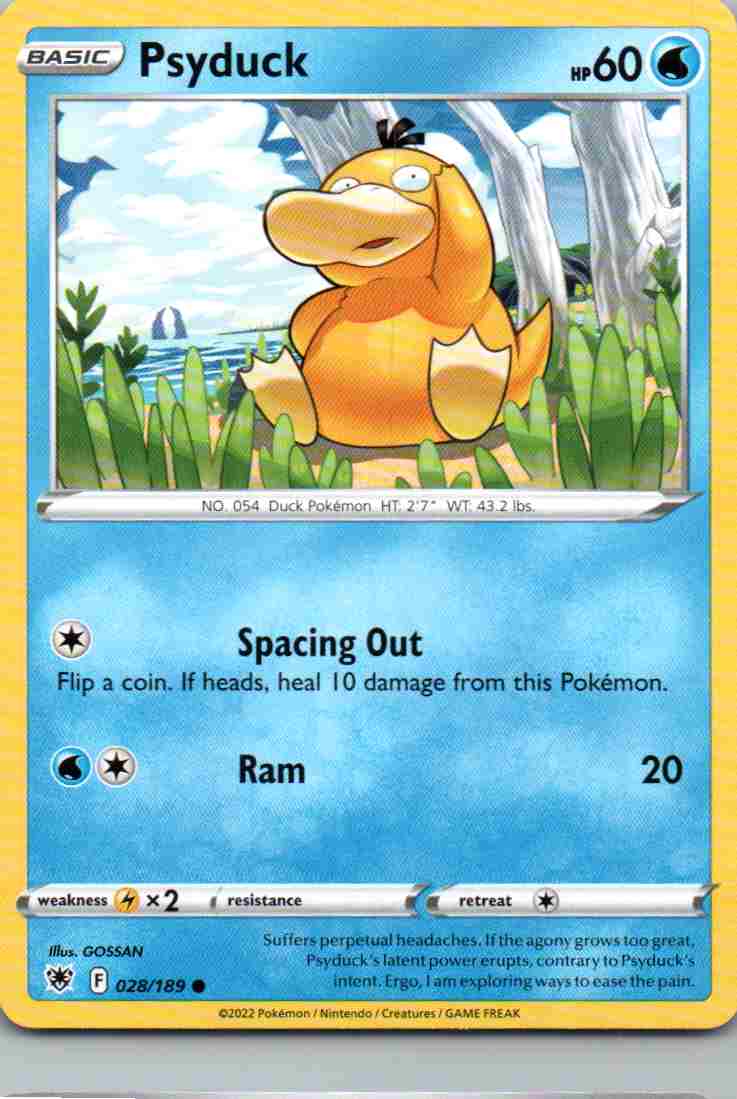 BASIC Psyduck HP60
NO. 054 Duck Pokémon HT: 2'7" WT: 43.2 lbs.
Spacing Out
Flip a coin. If heads, heal 10 damage from this Pokémon.
Ram 20
weakness ×2 resistance retreat
Illus. GOSSAN
Suffers perpetual headaches. If the agony grows too great,
Psyduck's latent power erupts, contrary to Psyduck's
intent. Ergo, I am exploring ways to ease the pain.
F 028/189
©2022 Pokémon / Nintendo / Creatures / GAME FREAK